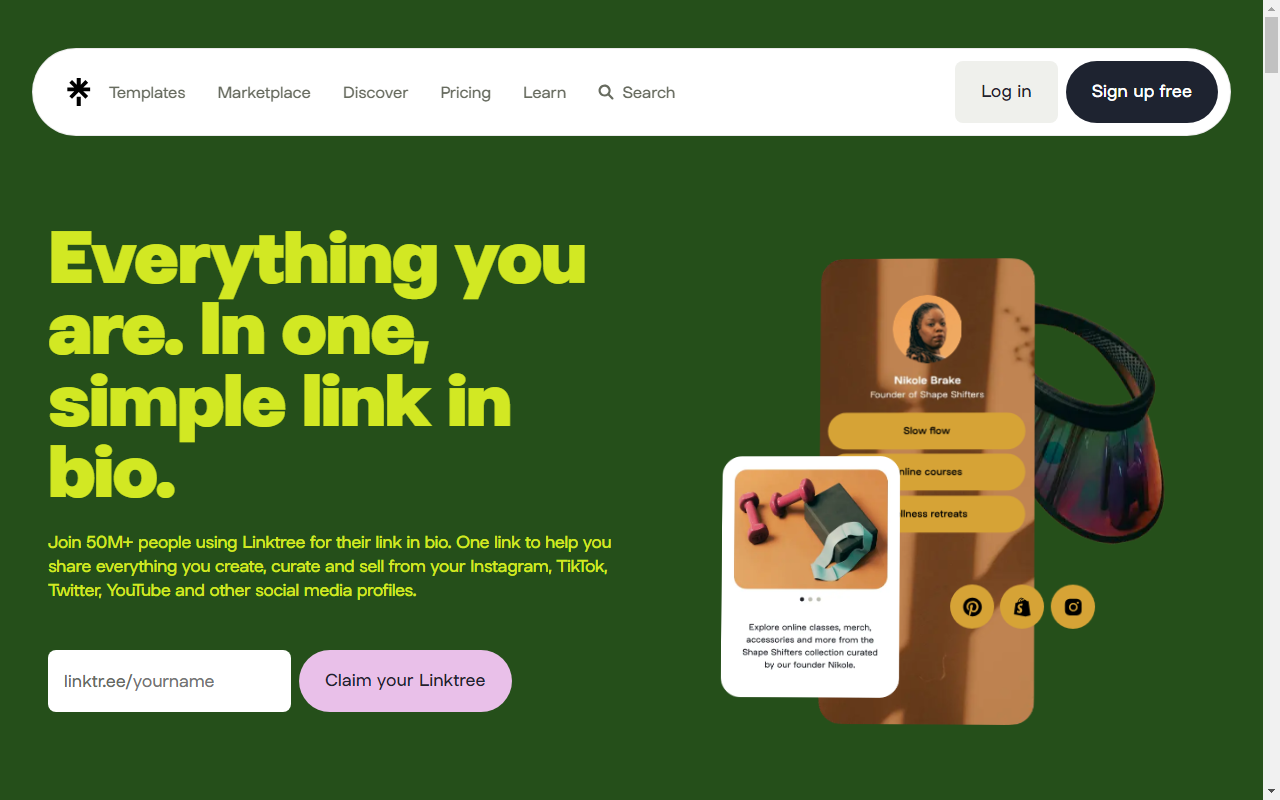 Templates
Marketplace
Discover
Pricing
Learn
Search
Log in
Sign up free
Everything you
are. In one,
simple link in
bio.
Join 50M+ people using Linktree for their link in bio. One link to help you
share everything you create, curate and sell from your Instagram, TikTok,
Twitter, YouTube and other social media profiles.
linktr.ee/yourname
Claim your Linktree
Nikole Brake
Founder of Shape Shifters
Slow flow
courses
retreats
Explore online classes, merch,
accessories and more from the
Shape Shifters collection curated
by our founder Nikole.